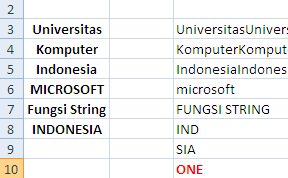 2
3 Universitas UniversitasUnivers
4 Komputer KomputerKomput
5 Indonesia IndonesiaIndones
6 MICROSOFT microsoft
7 Fungsi String FUNGSI STRING
8 INDONESIA IND
9 SIA
10 ONE